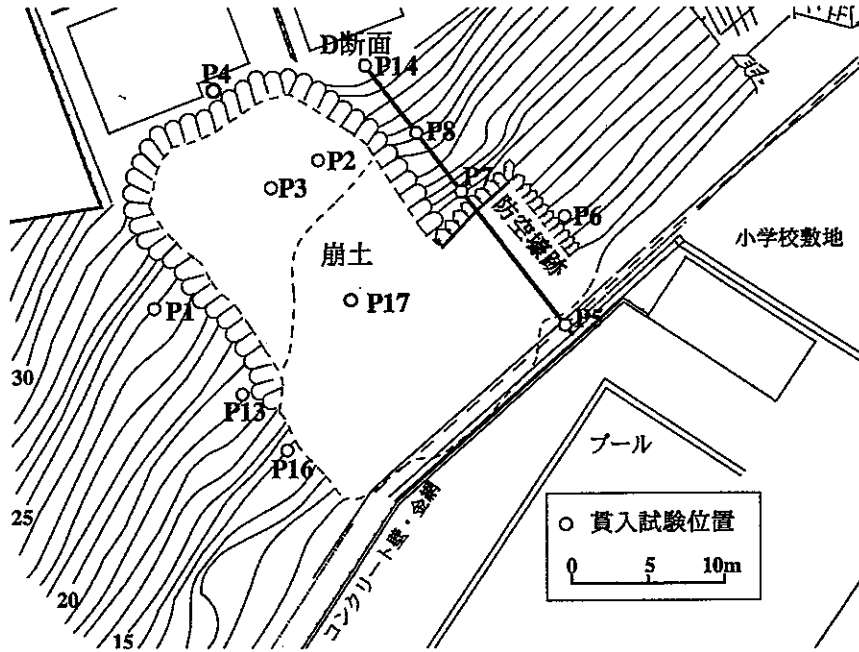 D断面
P14
P4
P8
P2
P7
P3
P6
防空壕跡
小学校敷地
崩土
P17
P1
P5
30
P13
プール
P16
25
貫入試験位置
0 5 10m
コンクリート壁・金網
20
15